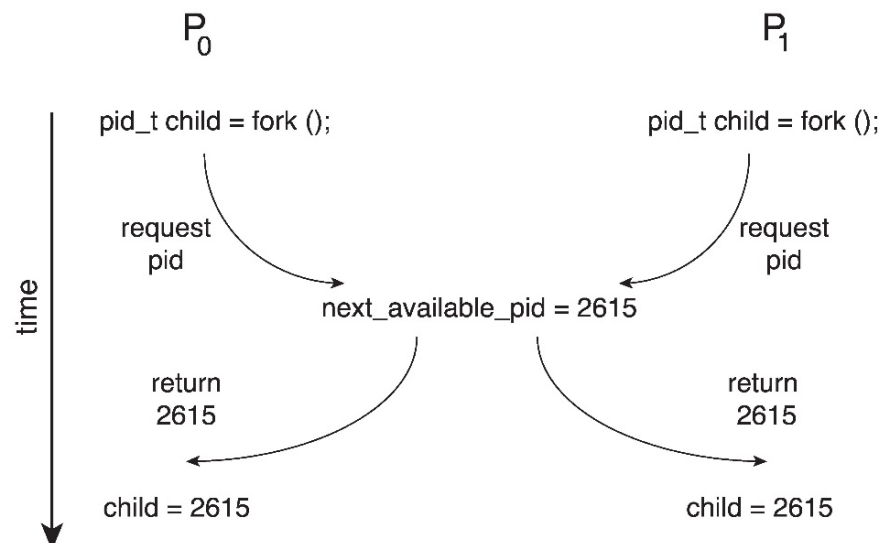 P0 P1
pid_t child = fork (); pid_t child = fork ();
request request
pid pid
next_available_pid = 2615
time
return return
2615 2615
child = 2615 child = 2615